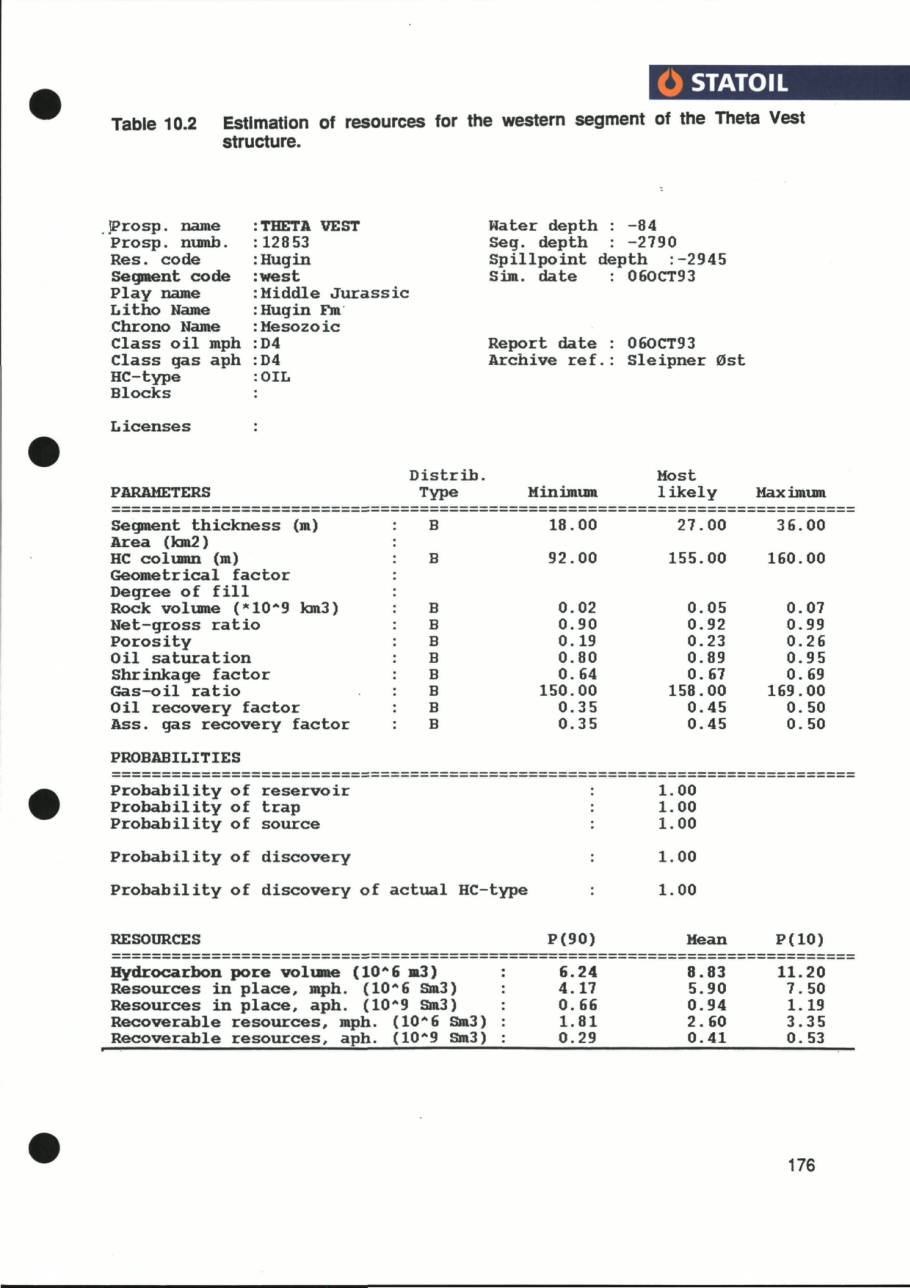 STATOIL
Table 10.2 Estimation of resources for the western segment of the Theta Vest
structure.
Prosp. name :THETA VEST Water depth : -84
Prosp. numb. :12853 Seg. depth : -2790
Res. code :Hugin Spillpoint depth :-2945
Segment code :west Sim. date : 06OCT93
Play name :Middle Jurassic
Litho Name :Hugin Fm
Chrono Name :Mesozoic
Class oil mph :D4 Report date : 06OCT93
Class gas aph :D4 Archive ref.: Sleipner Øst
HC-type :OIL
Blocks :
Licenses :
Distrib. Most
PARAMETERS Type Minimum likely Maximum
Segment thickness (m) : B 18.00 27.00 36.00
Area (km2) :
HC column (m) : B 92.00 155.00 160.00
Geometrical factor :
Degree of fill :
Rock volume (*10^9 km3) : B 0.02 0.05 0.07
Net-gross ratio : B 0.90 0.92 0.99
Porosity : B 0.19 0.23 0.26
Oil saturation : B 0.80 0.89 0.95
Shrinkage factor : B 0.64 0.67 0.69
Gas-oil ratio : B 150.00 158.00 169.00
Oil recovery factor : B 0.35 0.45 0.50
Ass. gas recovery factor : B 0.35 0.45 0.50
PROBABILITIES
Probability of reservoir : 1.00
Probability of trap : 1.00
Probability of source : 1.00
Probability of discovery : 1.00
Probability of discovery of actual HC-type : 1.00
RESOURCES P(90) Mean P(10)
Hydrocarbon pore volume (10^6 m3) : 6.24 8.83 11.20
Resources in place, mph. (10^6 Sm3) : 4.17 5.90 7.50
Resources in place, aph. (10^9 Sm3) : 0.66 0.94 1.19
Recoverable resources, mph. (10^6 Sm3) : 1.81 2.60 3.35
Recoverable resources, aph. (10^9 Sm3) : 0.29 0.41 0.53
176